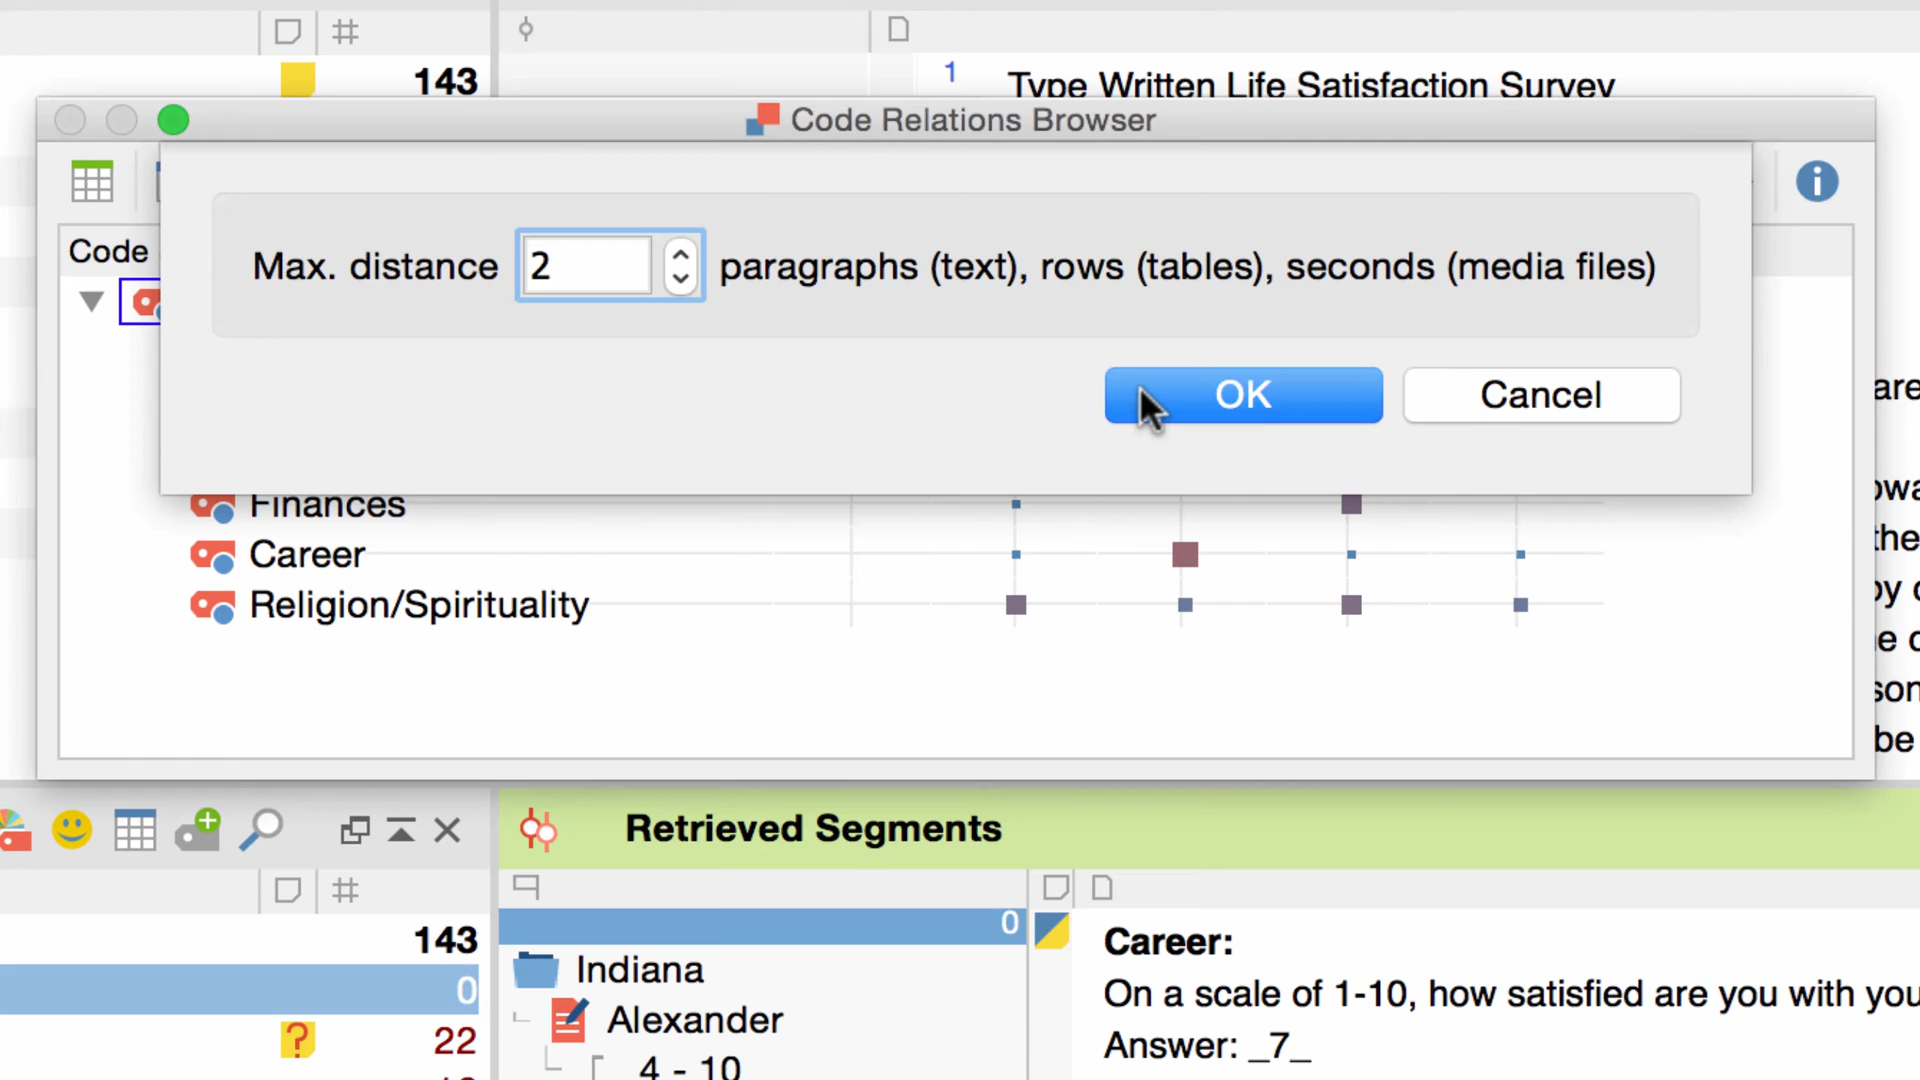 143
1
Type Written Life Satisfaction Survey
Code Relations Browser
Code
Max. distance 2 paragraphs (text), rows (tables), seconds (media files)
OK
Cancel
are
the
Finances
Career
Religion/Spirituality
be
Retrieved Segments
143
0
0
22
Indiana
Alexander
4 - 10
Career:
On a scale of 1-10, how satisfied are you with you
Answer: _7_